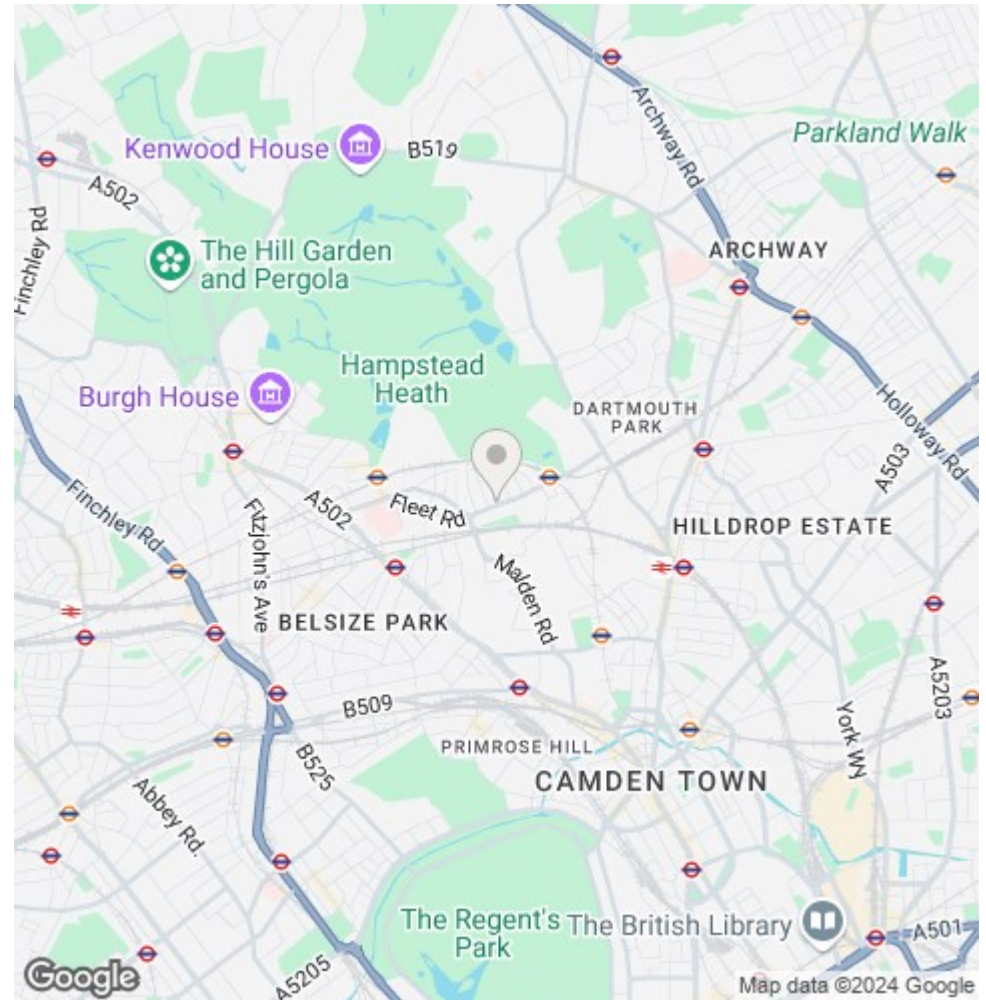 Parkland Walk
Kenwood House
B519
Archway Rd
A502
Finchley Rd
The Hill Garden
and Pergola
ARCHWAY
Hampstead
Heath
Burgh House
DARTMOUTH
PARK
Holloway Rd
A503
Finchley Rd
A502
Fleet Rd
Fitzjohn's Ave
HILLDROP ESTATE
Malden Rd
BELSIZE PARK
A5203
B509
York WN
PRIMROSE HILL
B525
CAMDEN TOWN
Abbey Rd.
The Regent's
Park
The British Library
A501
A5205
Google
Map data ©2024 Google